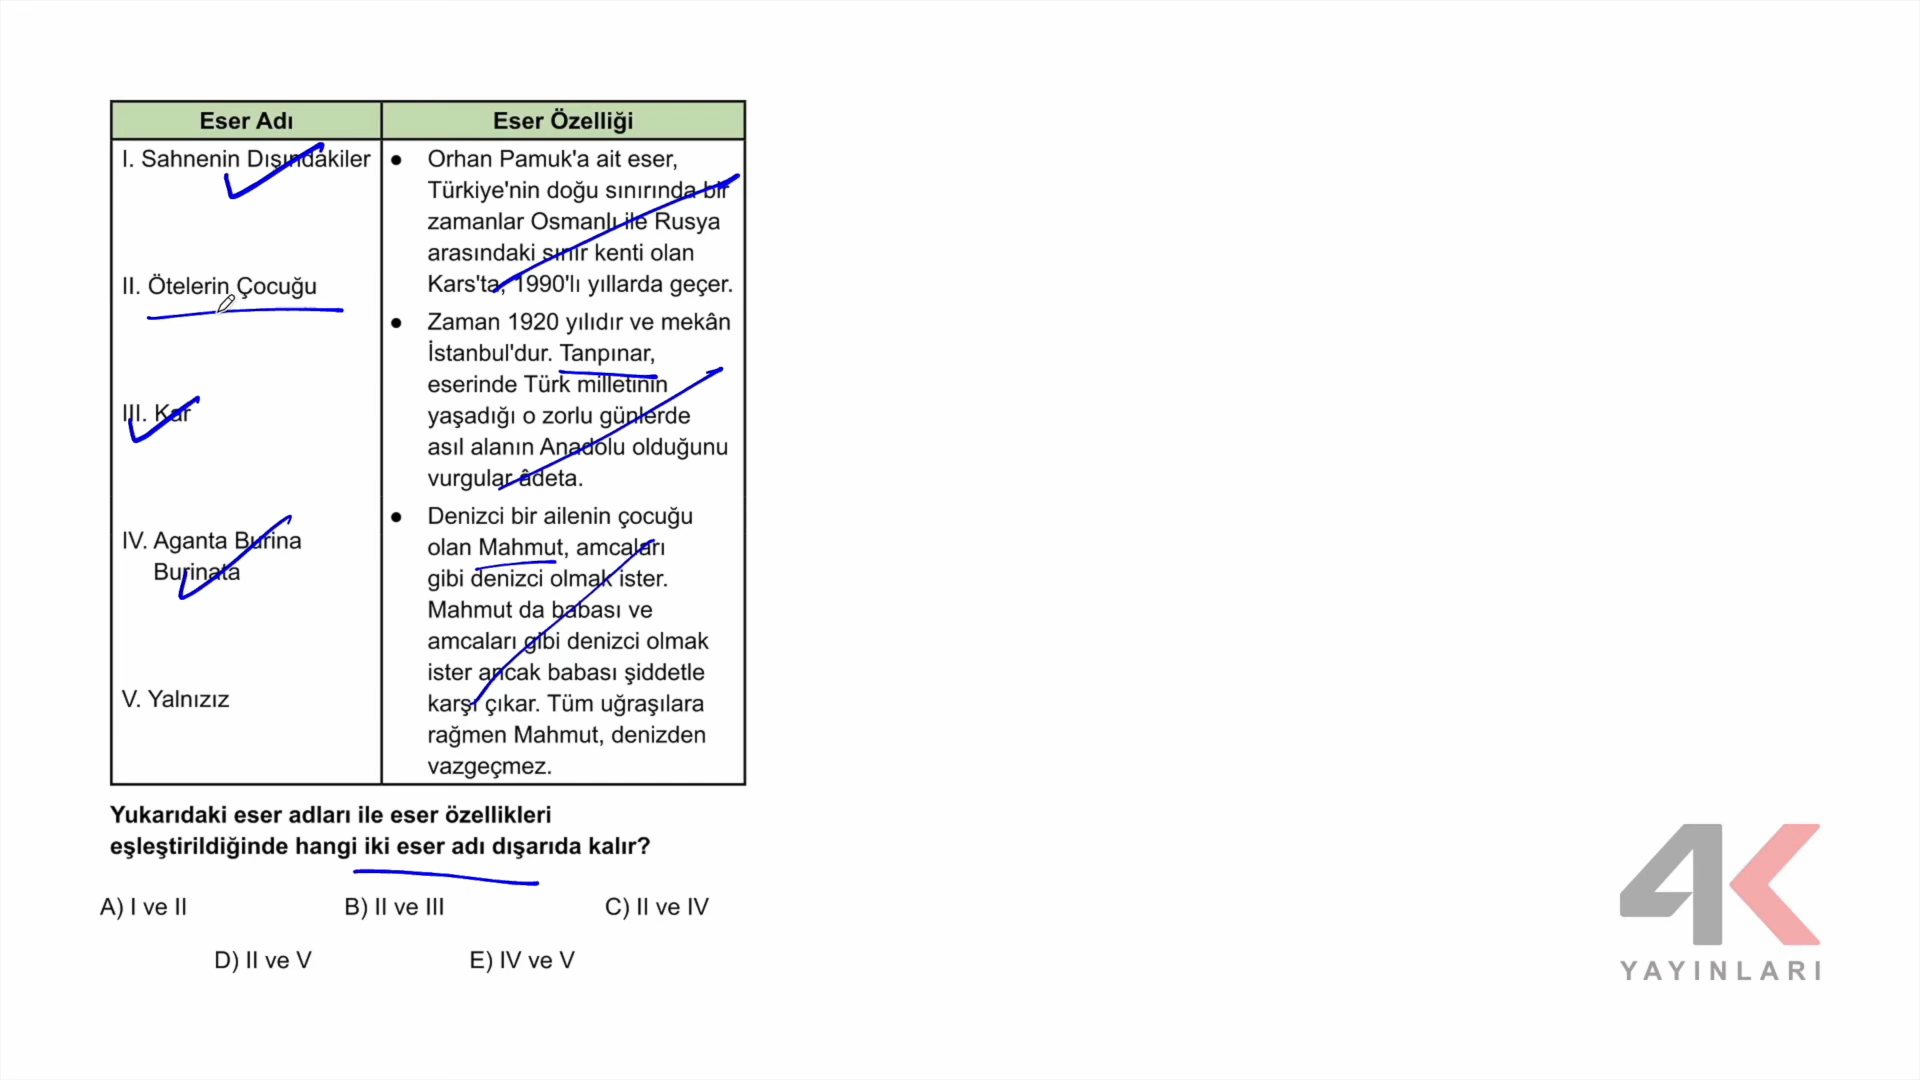 Eser Adı
Eser Özelliği
I. Sahnenin Dışındakiler
II. Ötelerin Çocuğu
III. Kar
IV. Aganta Burina
Burinata
V. Yalnızız
● Orhan Pamuk'a ait eser,
Türkiye'nin doğu sınırında bir
zamanlar Osmanlı ile Rusya
arasındaki sınır kenti olan
Kars'ta, 1990'lı yıllarda geçer.
● Zaman 1920 yılıdır ve mekân
İstanbul'dur. Tanpınar,
eserinde Türk milletinin
yaşadığı o zorlu günlerde
asıl alanın Anadolu olduğunu
vurgular âdeta.
● Denizci bir ailenin çocuğu
olan Mahmut, amcaları
gibi denizci olmak ister.
Mahmut da babası ve
amcaları gibi denizci olmak
ister ancak babası şiddetle
karşı çıkar. Tüm uğraşılara
rağmen Mahmut, denizden
vazgeçmez.
Yukarıdaki eser adları ile eser özellikleri
eşleştirildiğinde hangi iki eser adı dışarıda kalır?
A) I ve II
B) II ve III
C) II ve IV
D) II ve V
E) IV ve V
4K
YAYINLARI